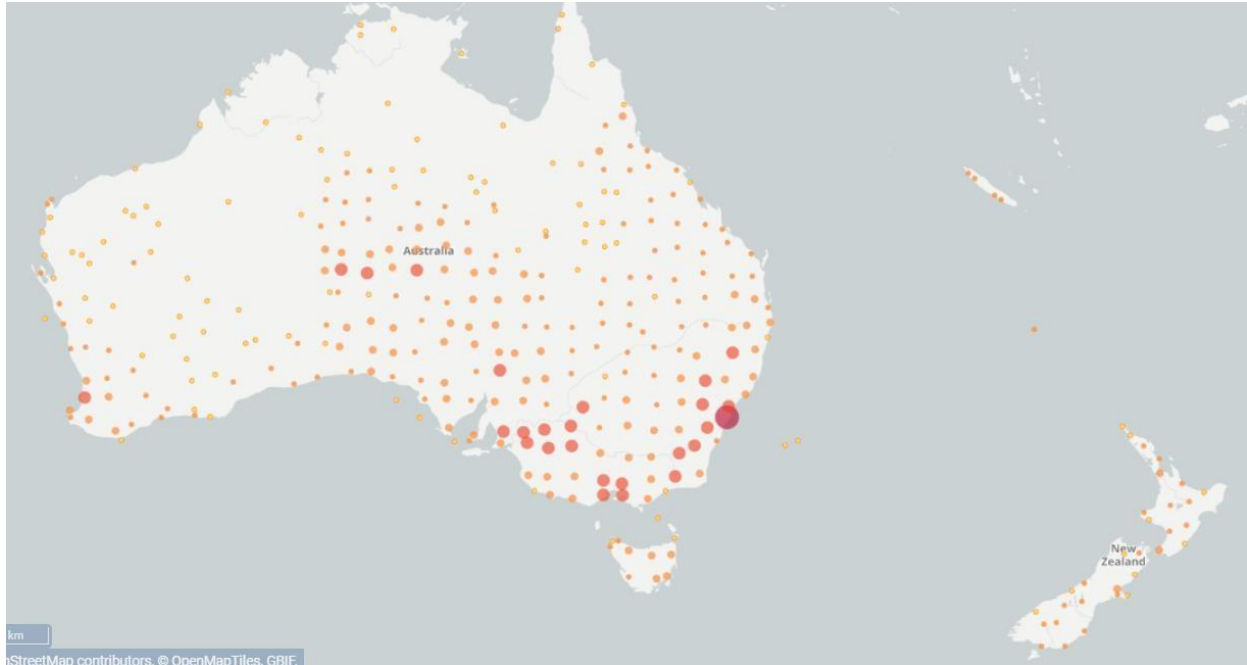 Australia
New
Zealand
km
StreetMap contributors, © OpenMapTiles, GBIF.